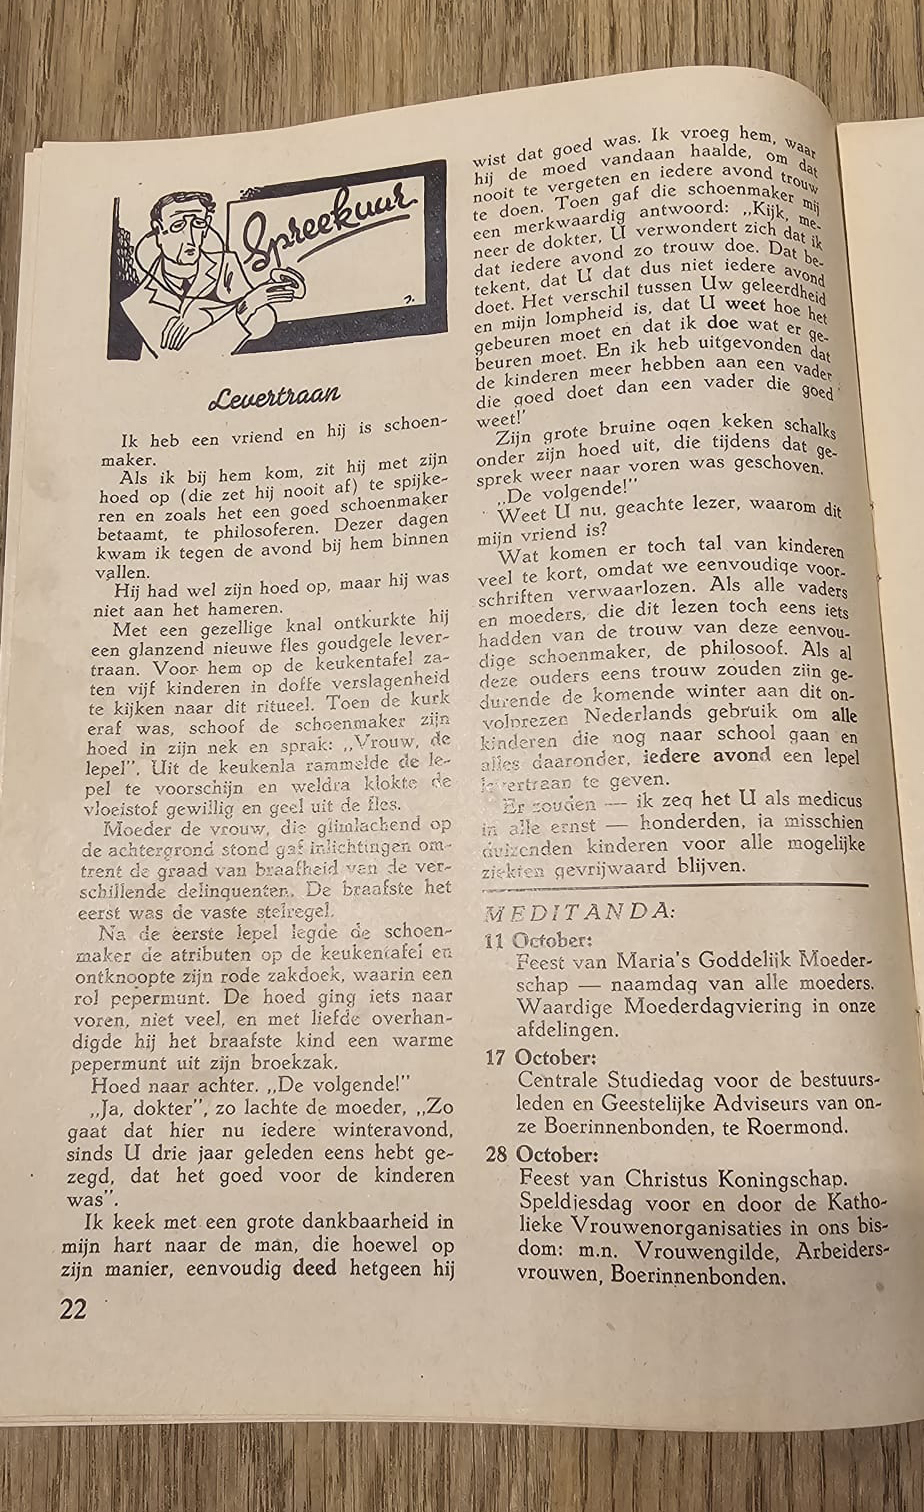 Spreekuur
Levertraan
Ik heb een vriend en hij is schoen-
maker.
Als ik bij hem kom, zit hij met zijn
hoed op (die zet hij nooit af) te spijke-
ren en zoals het een goed schoenmaker
betaamt, te philosoferen. Dezer dagen
kwam ik tegen de avond bij hem binnen
vallen.
Hij had wel zijn hoed op, maar hij was
niet aan het hameren.
Met een gezellige knal ontkurkte hij
een glanzend nieuwe fles goudgele lever-
traan. Voor hem op de keukentafel za-
ten vijf kinderen in doffe verslagenheid
te kijken naar dit ritueel. Toen de kurk
eraf was, schoof de schoenmaker zijn
hoed in zijn nek en sprak: „Vrouw, de
lepel". Uit de keukenla rammelde de le-
pel te voorschijn en weldra klokte de
vloeistof gewillig en geel uit de fles.
Moeder de vrouw, die glimlachend op
de achtergrond stond gaf inlichtingen om-
trent de graad van braafheid van de ver-
schillende delinquenten. De braafste het
eerst was de vaste stelregel.
Na de eerste lepel legde de schoen-
maker de atributen op de keukentafel en
ontknoopte zijn rode zakdoek, waarin een
rol pepermunt. De hoed ging iets naar
voren, niet veel, en met liefde overhan-
digde hij het braafste kind een warme
pepermunt uit zijn broekzak.
Hoed naar achter. „De volgende!"
„Ja, dokter", zo lachte de moeder, „Zo
gaat dat hier nu iedere winteravond,
sinds U drie jaar geleden eens hebt ge-
zegd, dat het goed voor de kinderen
was".
Ik keek met een grote dankbaarheid in
mijn hart naar de man, die hoewel op
zijn manier, eenvoudig deed hetgeen hij
22
wist dat goed was. Ik vroeg hem, waar
hij de moed vandaan haalde, om dat
nooit te vergeten en iedere avond trouw
te doen. Toen gaf die schoenmaker mij
een merkwaardig antwoord: „Kijk, me-
neer de dokter, U verwondert zich dat ik
dat iedere avond zo trouw doe. Dat be-
tekent, dat U dat dus niet iedere avond
doet. Het verschil tussen Uw geleerdheid
en mijn lompheid is, dat U weet hoe het
gebeuren moet en dat ik doe wat er ge-
beuren moet. En ik heb uitgevonden dat
de kinderen meer hebben aan een vader
die goed doet dan een vader die goed
weet!'
Zijn grote bruine ogen keken schalks
onder zijn hoed uit, die tijdens dat ge-
sprek weer naar voren was geschoven.
„De volgende!"
Weet U nu, geachte lezer, waarom dit
mijn vriend is?
Wat komen er toch tal van kinderen
veel te kort, omdat we eenvoudige voor-
schriften verwaarlozen. Als alle vaders
en moeders, die dit lezen toch eens iets
hadden van de trouw van deze eenvou-
dige schoenmaker, de philosoof. Als al
deze ouders eens trouw zouden zijn ge-
durende de komende winter aan dit on-
volprezen Nederlands gebruik om alle
kinderen die nog naar school gaan en
alles daaronder, iedere avond een lepel
levertraan te geven.
Er zouden — ik zeg het U als medicus
in alle ernst — honderden, ja misschien
duizenden kinderen voor alle mogelijke
ziekten gevrijwaard blijven.
MEDITANDA:
11 October:
Feest van Maria's Goddelijk Moeder-
schap — naamdag van alle moeders.
Waardige Moederdagviering in onze
afdelingen.
17 October:
Centrale Studiedag voor de bestuurs-
leden en Geestelijke Adviseurs van on-
ze Boerinnenbonden, te Roermond.
28 October:
Feest van Christus Koningschap.
Speldjesdag voor en door de Katho-
lieke Vrouwenorganisaties in ons bis-
dom: m.n. Vrouwengilde, Arbeiders-
vrouwen, Boerinnenbonden.